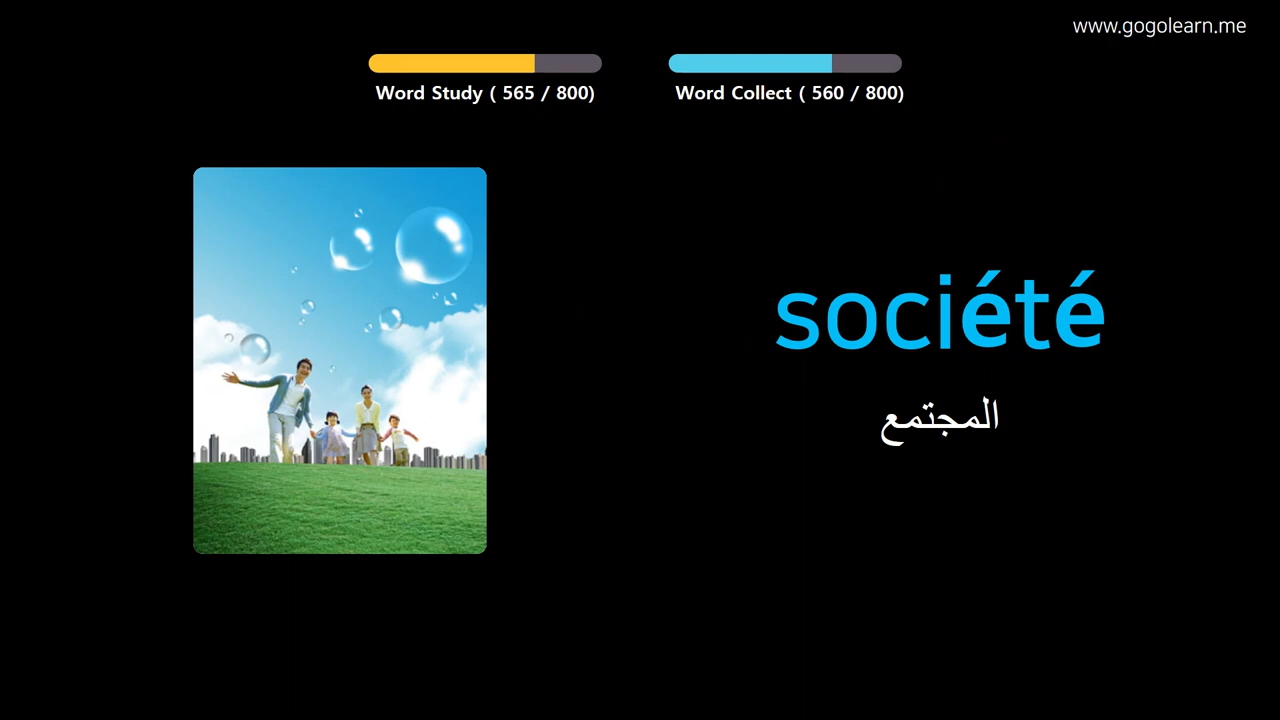 www.gogolearn.me
Word Study ( 565 / 800)
Word Collect ( 560 / 800)
société
المجتمع